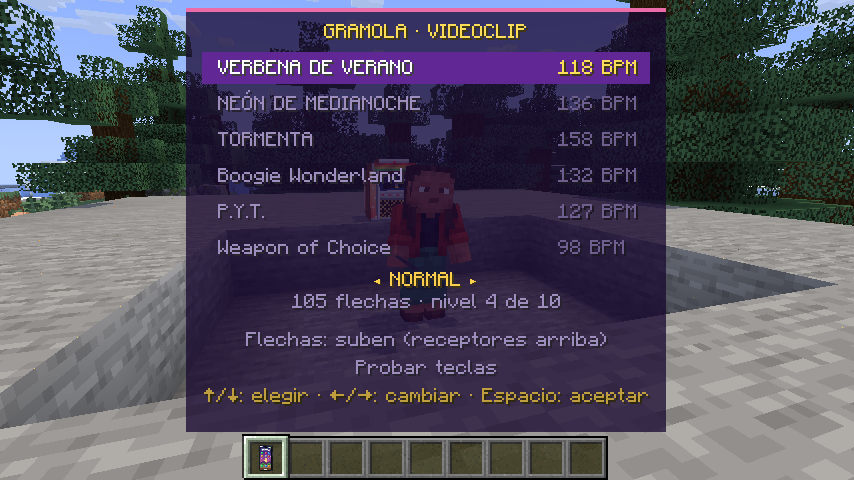 GRAMOLA · VIDEOCLIP
VERBENA DE VERANO 118 BPM
NEÓN DE MEDIANOCHE 136 BPM
TORMENTA 158 BPM
Boogie Wonderland 132 BPM
P.Y.T. 127 BPM
Weapon of Choice 98 BPM
◂ NORMAL ▸
105 flechas · nivel 4 de 10
Flechas: suben (receptores arriba)
Probar teclas
↑/↓: elegir · ←/→: cambiar · Espacio: aceptar